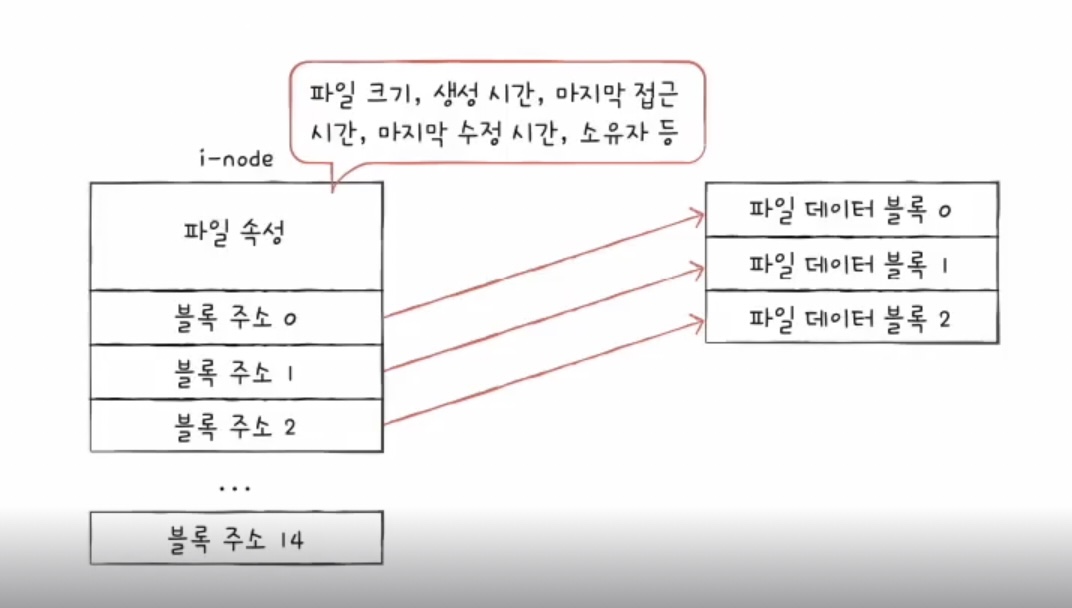 파일 크기, 생성 시간, 마지막 접근
시간, 마지막 수정 시간, 소유자 등
i-node
파일 속성
블록 주소 0
블록 주소 1
블록 주소 2
...
블록 주소 14
파일 데이터 블록 0
파일 데이터 블록 1
파일 데이터 블록 2